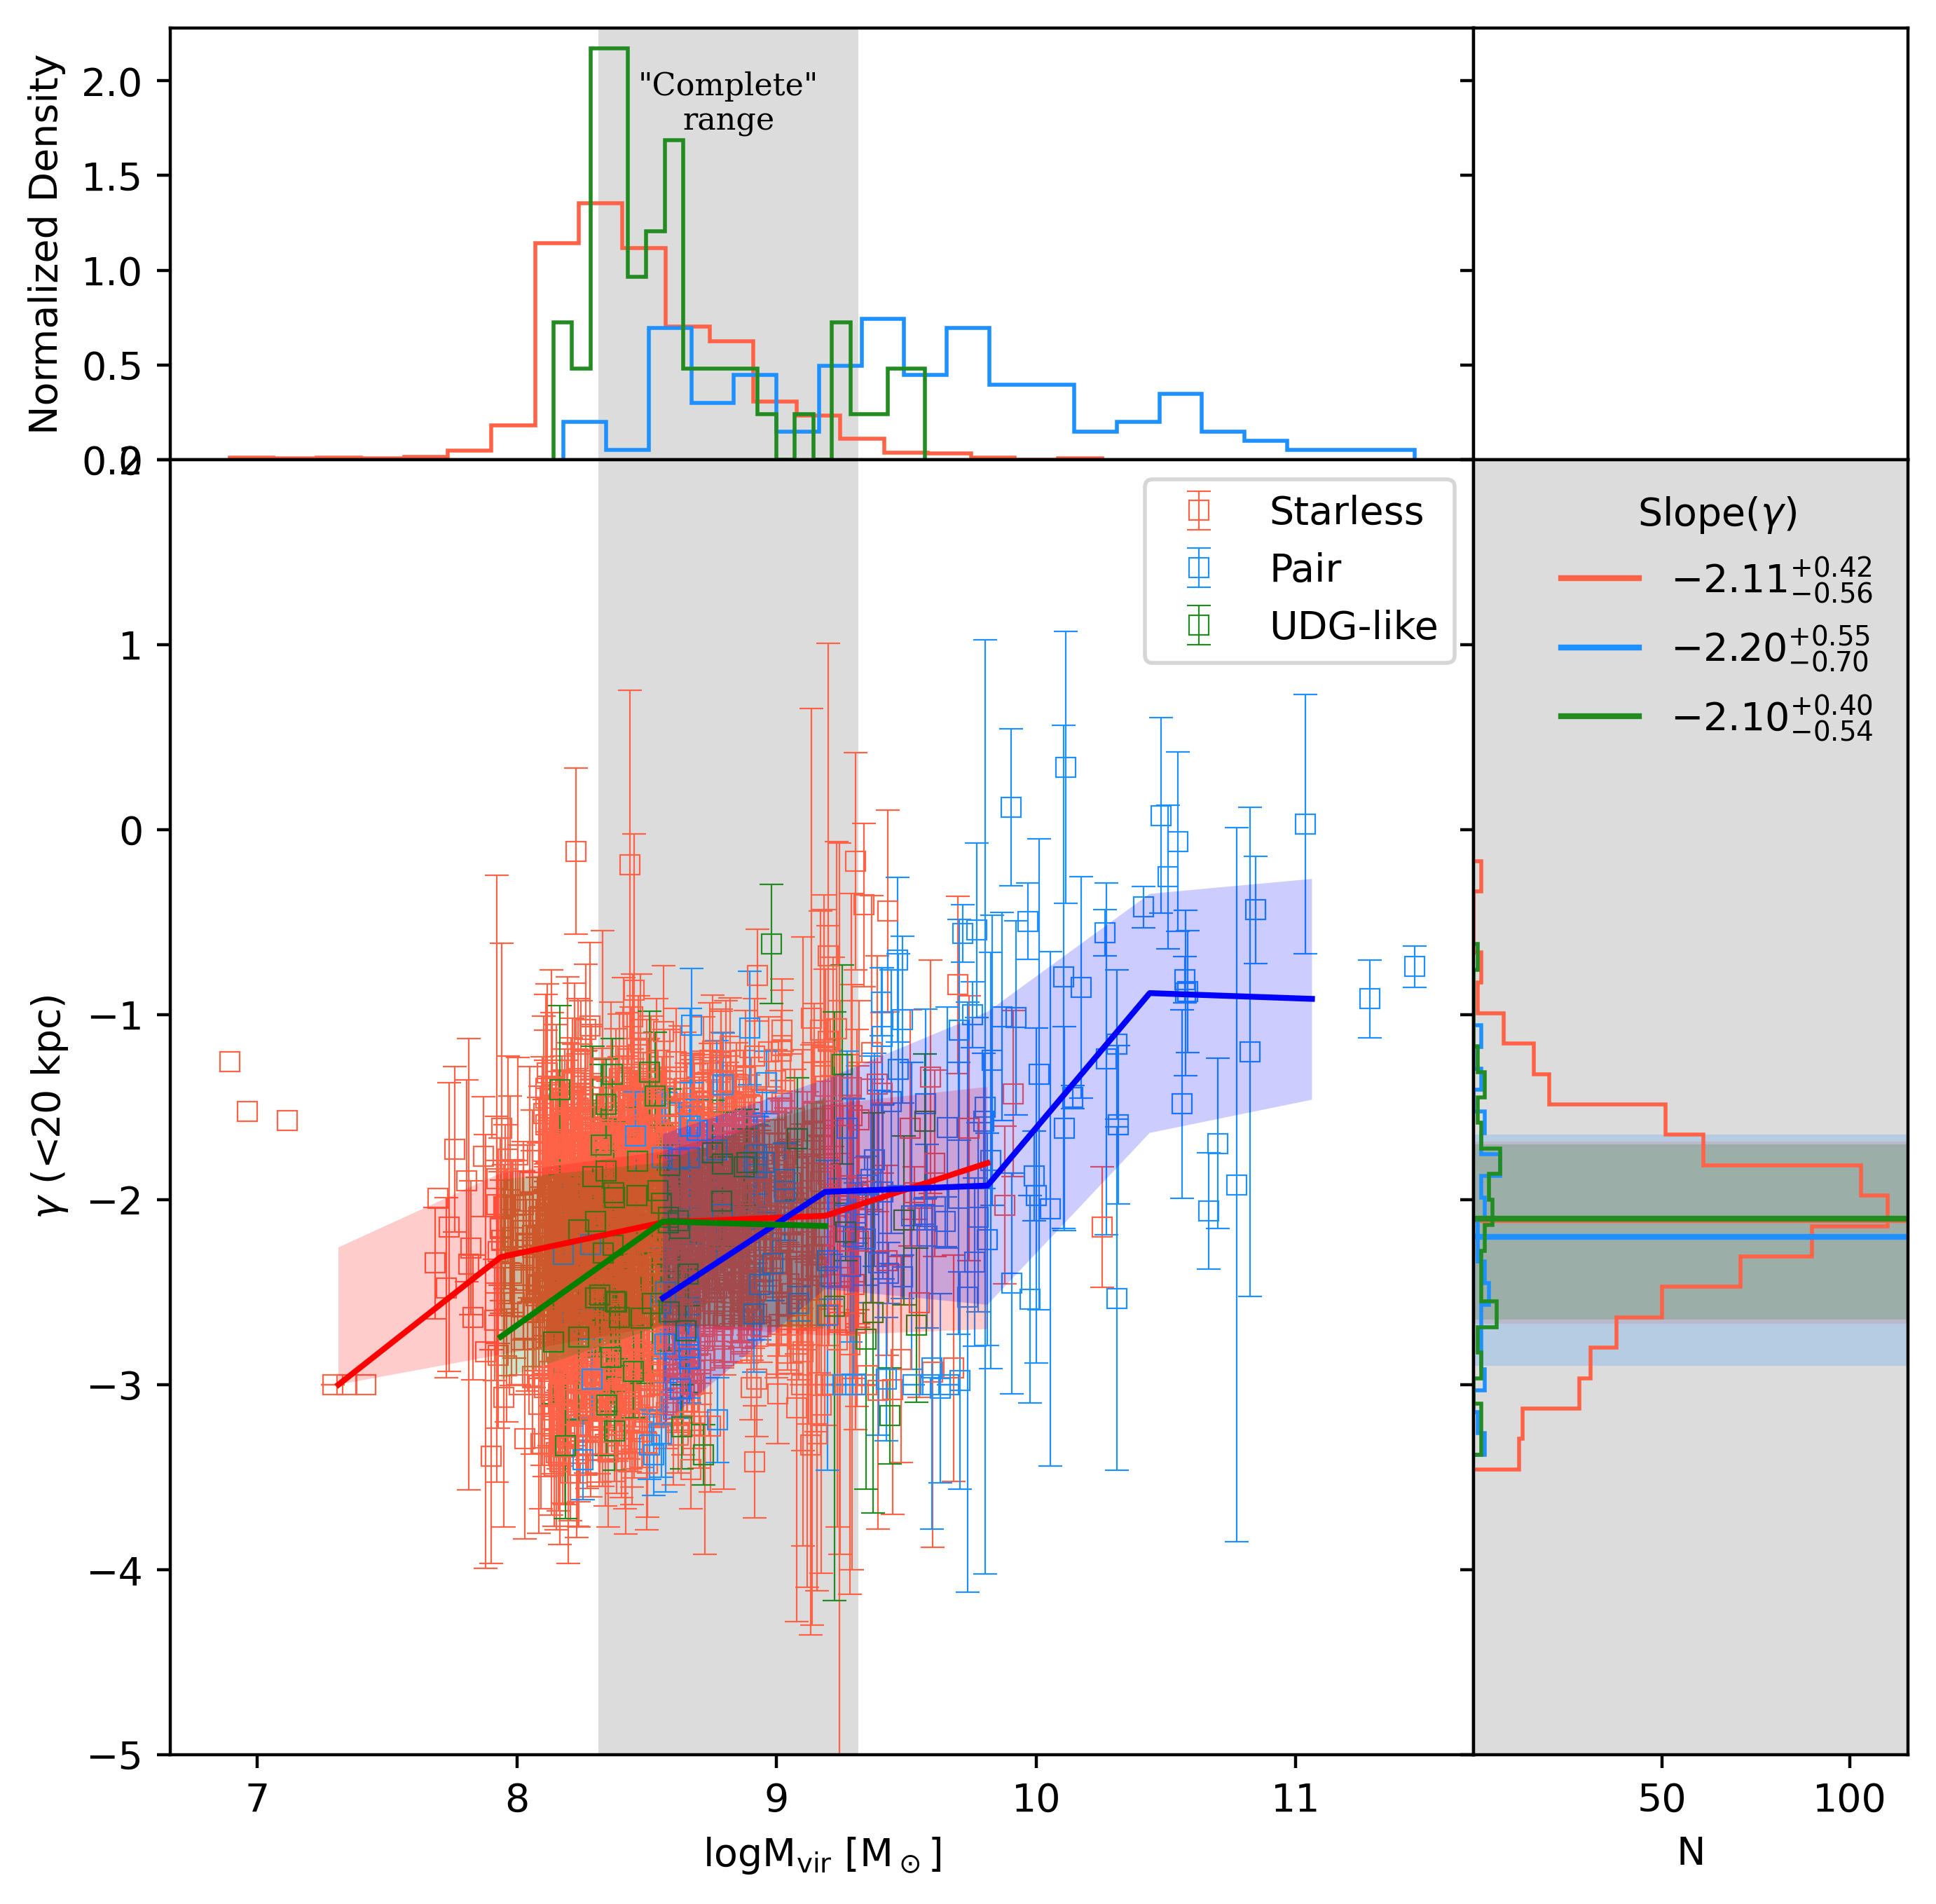 Normalized Density
2.0
1.5
1.0
0.5
0.0
"Complete"
range
2
1
0
−1
−2
−3
−4
−5
γ (<20 kpc)
Starless
Pair
UDG-like
Slope(γ)
−2.11 +0.42 −0.56
−2.20 +0.55 −0.70
−2.10 +0.40 −0.54
7 8 9 10 11
50 100
logMvir [M⊙]
N